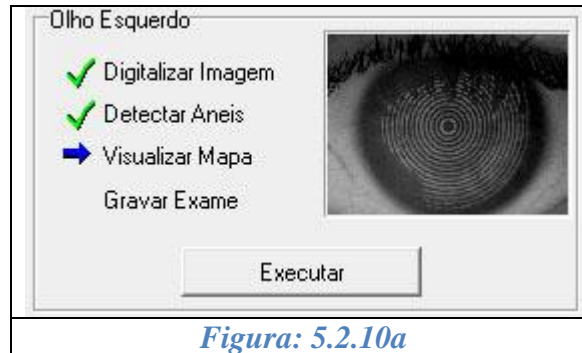 Olho Esquerdo
Digitalizar Imagem
Detectar Aneis
Visualizar Mapa
Gravar Exame
Executar
Figura: 5.2.10a